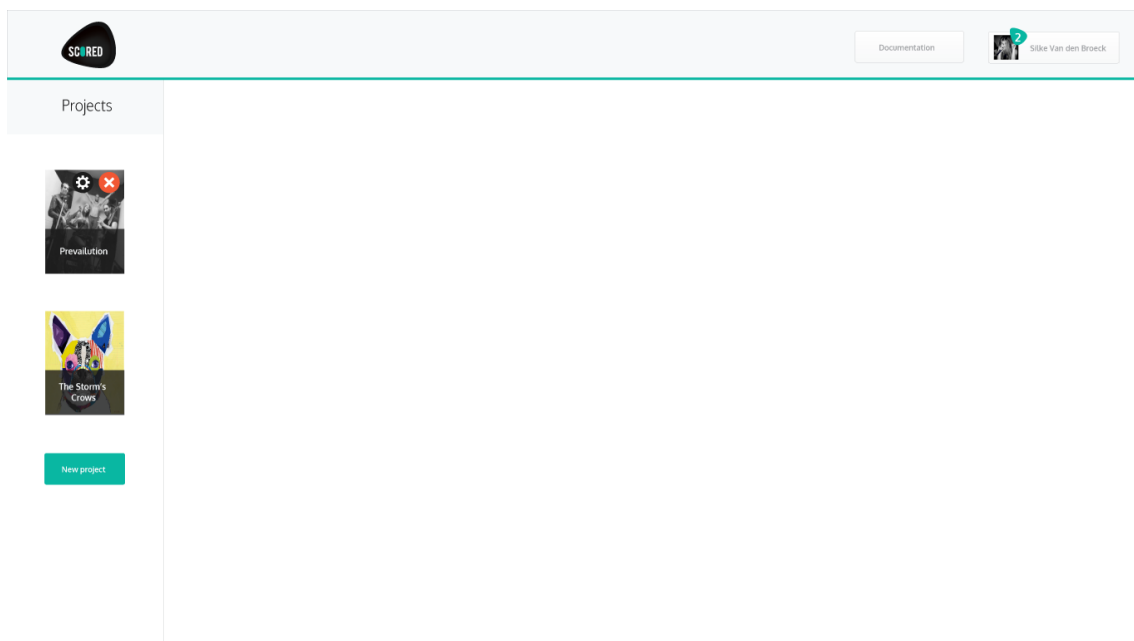 SCORED
Documentation
2
Silke Van den Broeck
Projects
Prevailution
The Storm's
Crows
New project